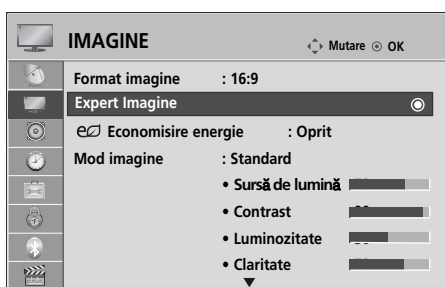 IMAGINE
Mutare OK
Format imagine : 16:9
Expert Imagine
Economisire energie : Oprit
Mod imagine : Standard
• Sursă de lumină
• Contrast
• Luminozitate
• Claritate